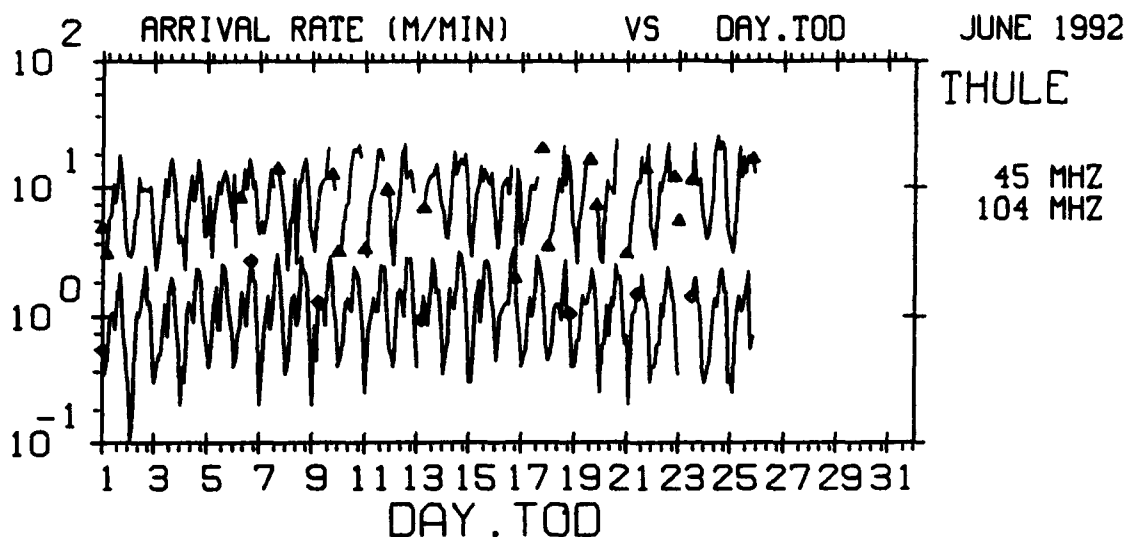 ARRIVAL RATE (M/MIN) VS DAY.TOD JUNE 1992
THULE
45 MHZ
104 MHZ
10 2
10 1
10 0
10 -1
1 3 5 7 9 11 13 15 17 19 21 23 25 27 29 31
DAY.TOD